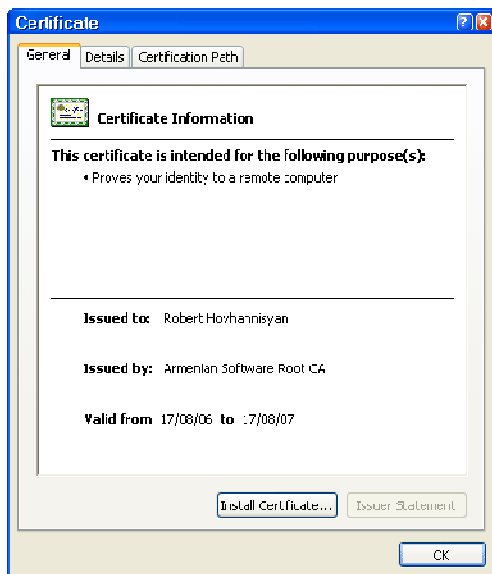 Certificate
General Details Certification Path
Certificate Information
This certificate is intended for the following purpose(s):
• Proves your identity to a remote computer
Issued to: Robert Hovhannisyan
Issued by: Armenian Software Root CA
Valid from 17/08/06 to 17/08/07
Install Certificate... Issuer Statement
OK